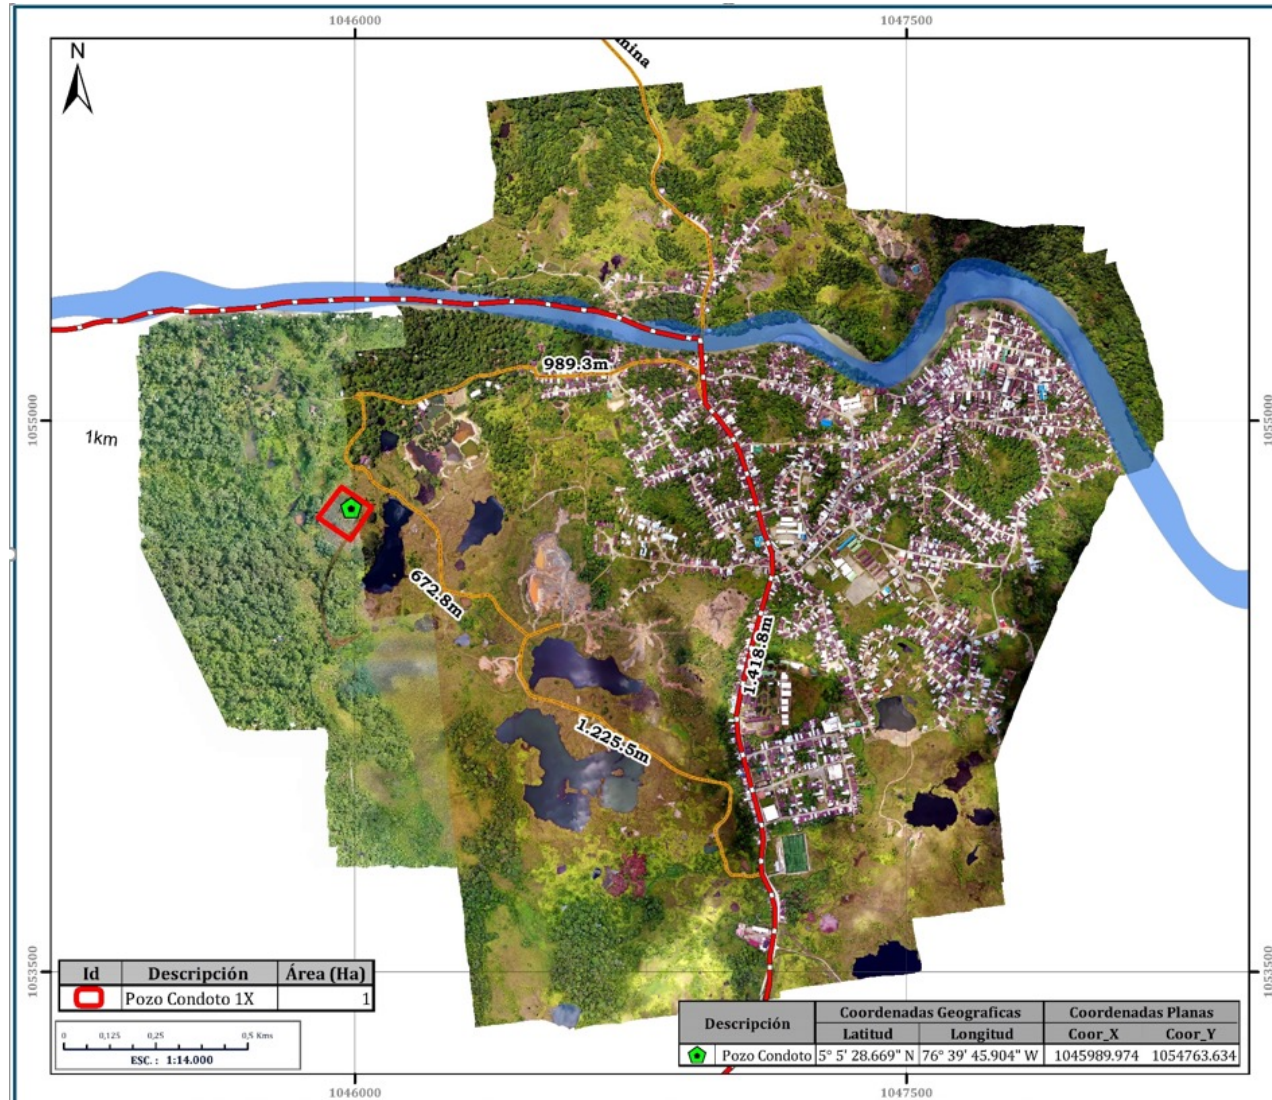 1046000 1047500
N
mina
989.3m
1055000 1055000
1km
672.8m
1.418.8m
1.225.5m
1053500 1053500
Id Descripción Área (Ha)
Pozo Condoto 1X 1
0 0,125 0,25 0,5 Kms
ESC. : 1:14.000
Descripción Coordenadas Geograficas Coordenadas Planas
Latitud Longitud Coor_X Coor_Y
Pozo Condoto 5° 5' 28.669" N 76° 39' 45.904" W 1045989.974 1054763.634
1046000 1047500